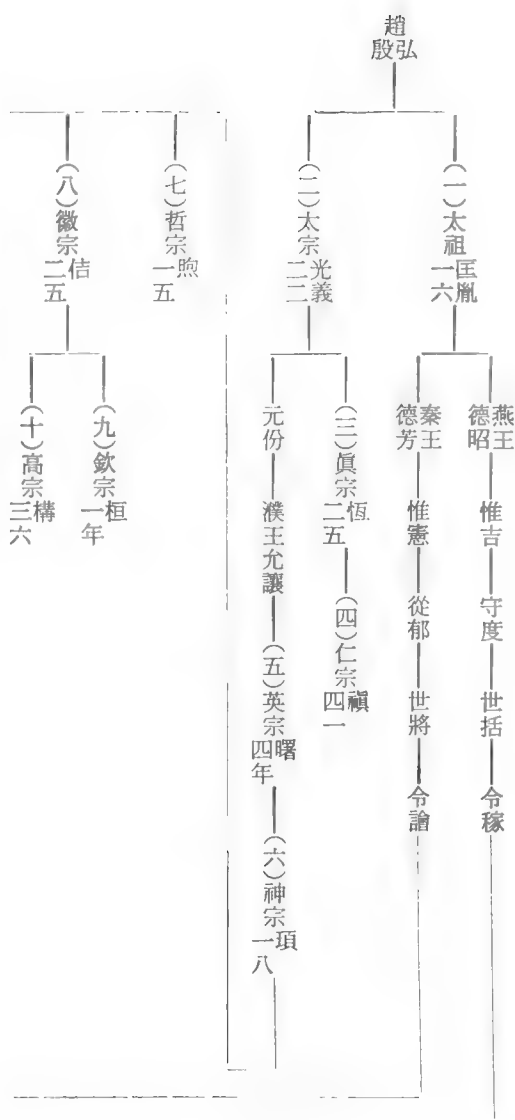 趙弘
殷
（一）太祖匡胤
一六
燕王
德昭
惟吉
守度
世括
令稼
秦王
德芳
惟憲
從郁
世將
令譮
（二）太宗光義
二二
（三）眞宗恆
二五
（四）仁宗禎
四一
元份
濮王允讓
（五）英宗曙
四年
（六）神宗頊
一八
（七）哲宗煦
一五
（八）徽宗佶
二五
（九）欽宗桓
一年
（十）高宗構
三六